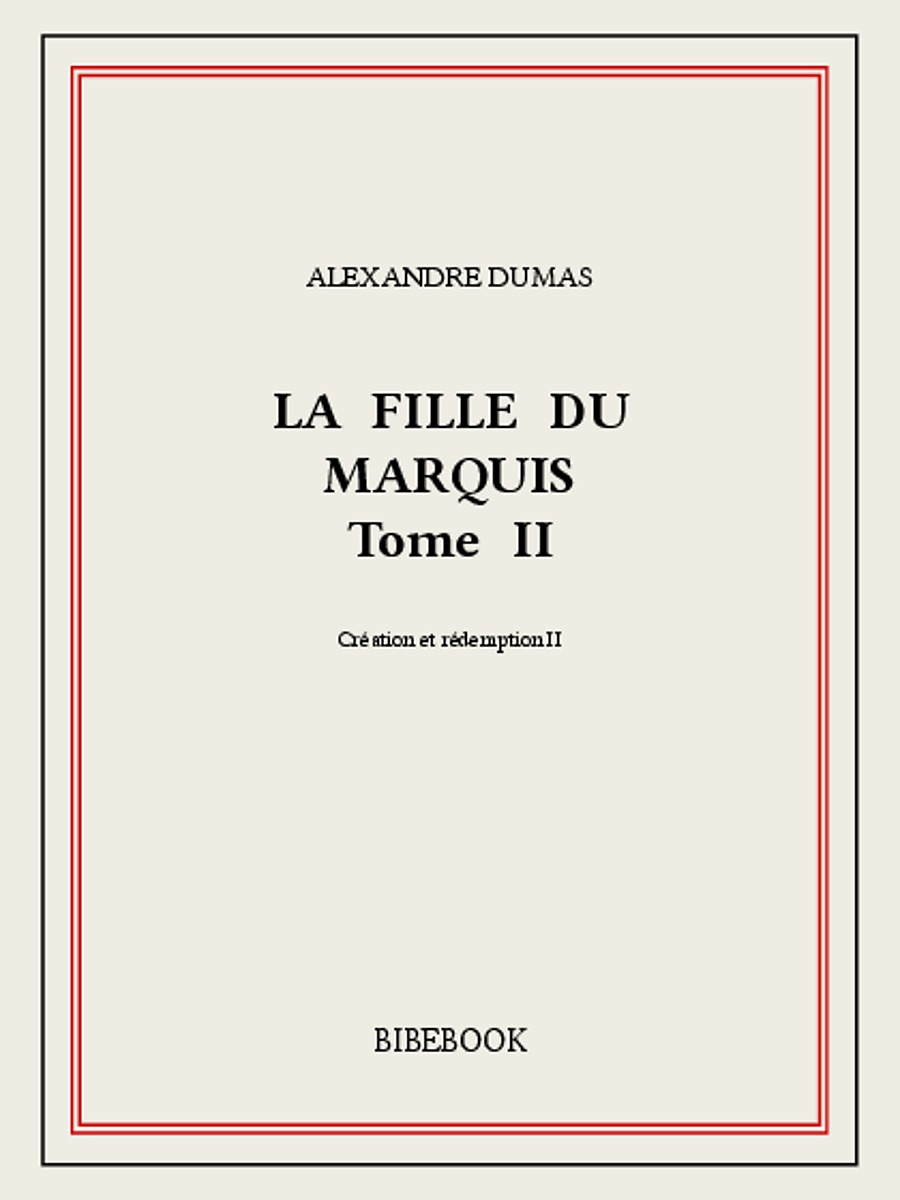 ALEXANDRE DUMAS
LA FILLE DU
MARQUIS
Tome II
Création et rédemption II
BIBEBOOK